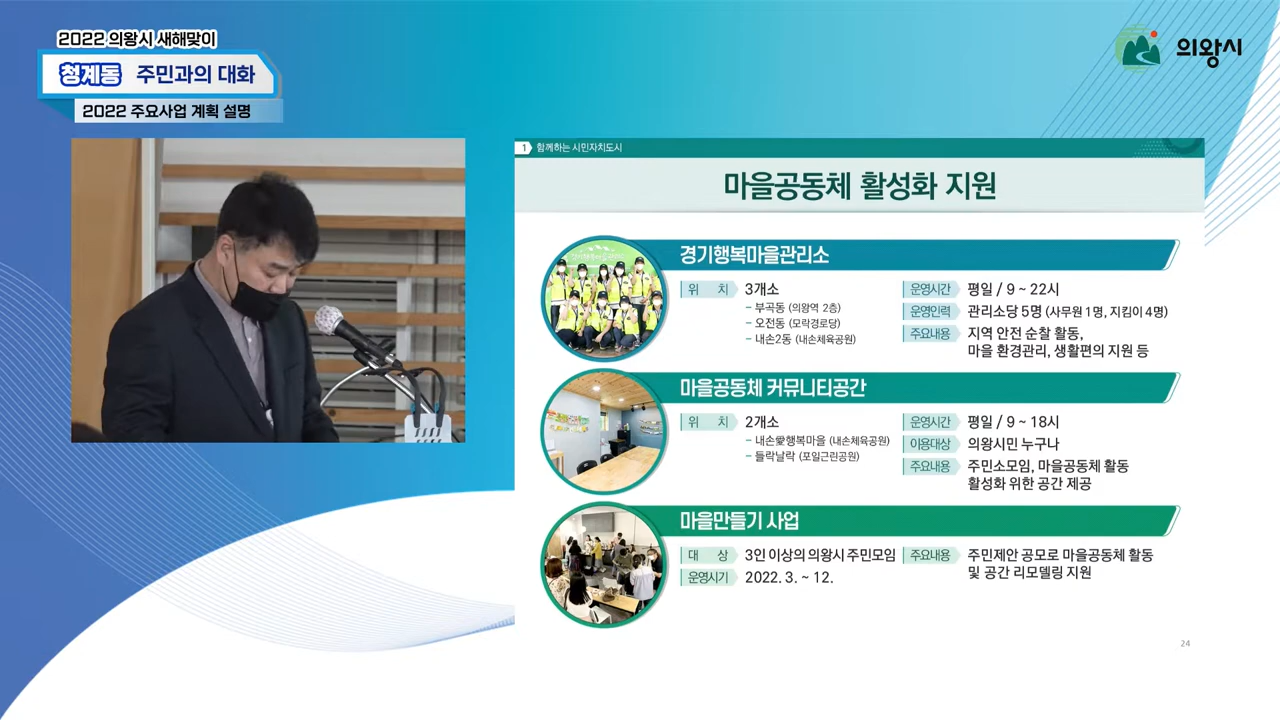 2022 의왕시 새해맞이
청계동 주민과의 대화
2022 주요사업 계획 설명
의왕시
1 함께하는 시민자치도시
마을공동체 활성화 지원
경기행복마을관리소
위 치 3개소
- 부곡동 (의왕역 2층)
- 오전동 (모락경로당)
- 내손2동 (내손체육공원)
운영시간 평일 / 9 ~ 22시
운영인력 관리소당 5명 (사무원 1명, 지킴이 4명)
주요내용 지역 안전 순찰 활동,
마을 환경관리, 생활편의 지원 등
마을공동체 커뮤니티공간
위 치 2개소
- 내손愛행복마을 (내손체육공원)
- 들락날락 (포일근린공원)
운영시간 평일 / 9 ~ 18시
이용대상 의왕시민 누구나
주요내용 주민소모임, 마을공동체 활동
활성화 위한 공간 제공
마을만들기 사업
대 상 3인 이상의 의왕시 주민모임
운영시기 2022. 3. ~ 12.
주요내용 주민제안 공모로 마을공동체 활동
및 공간 리모델링 지원
24